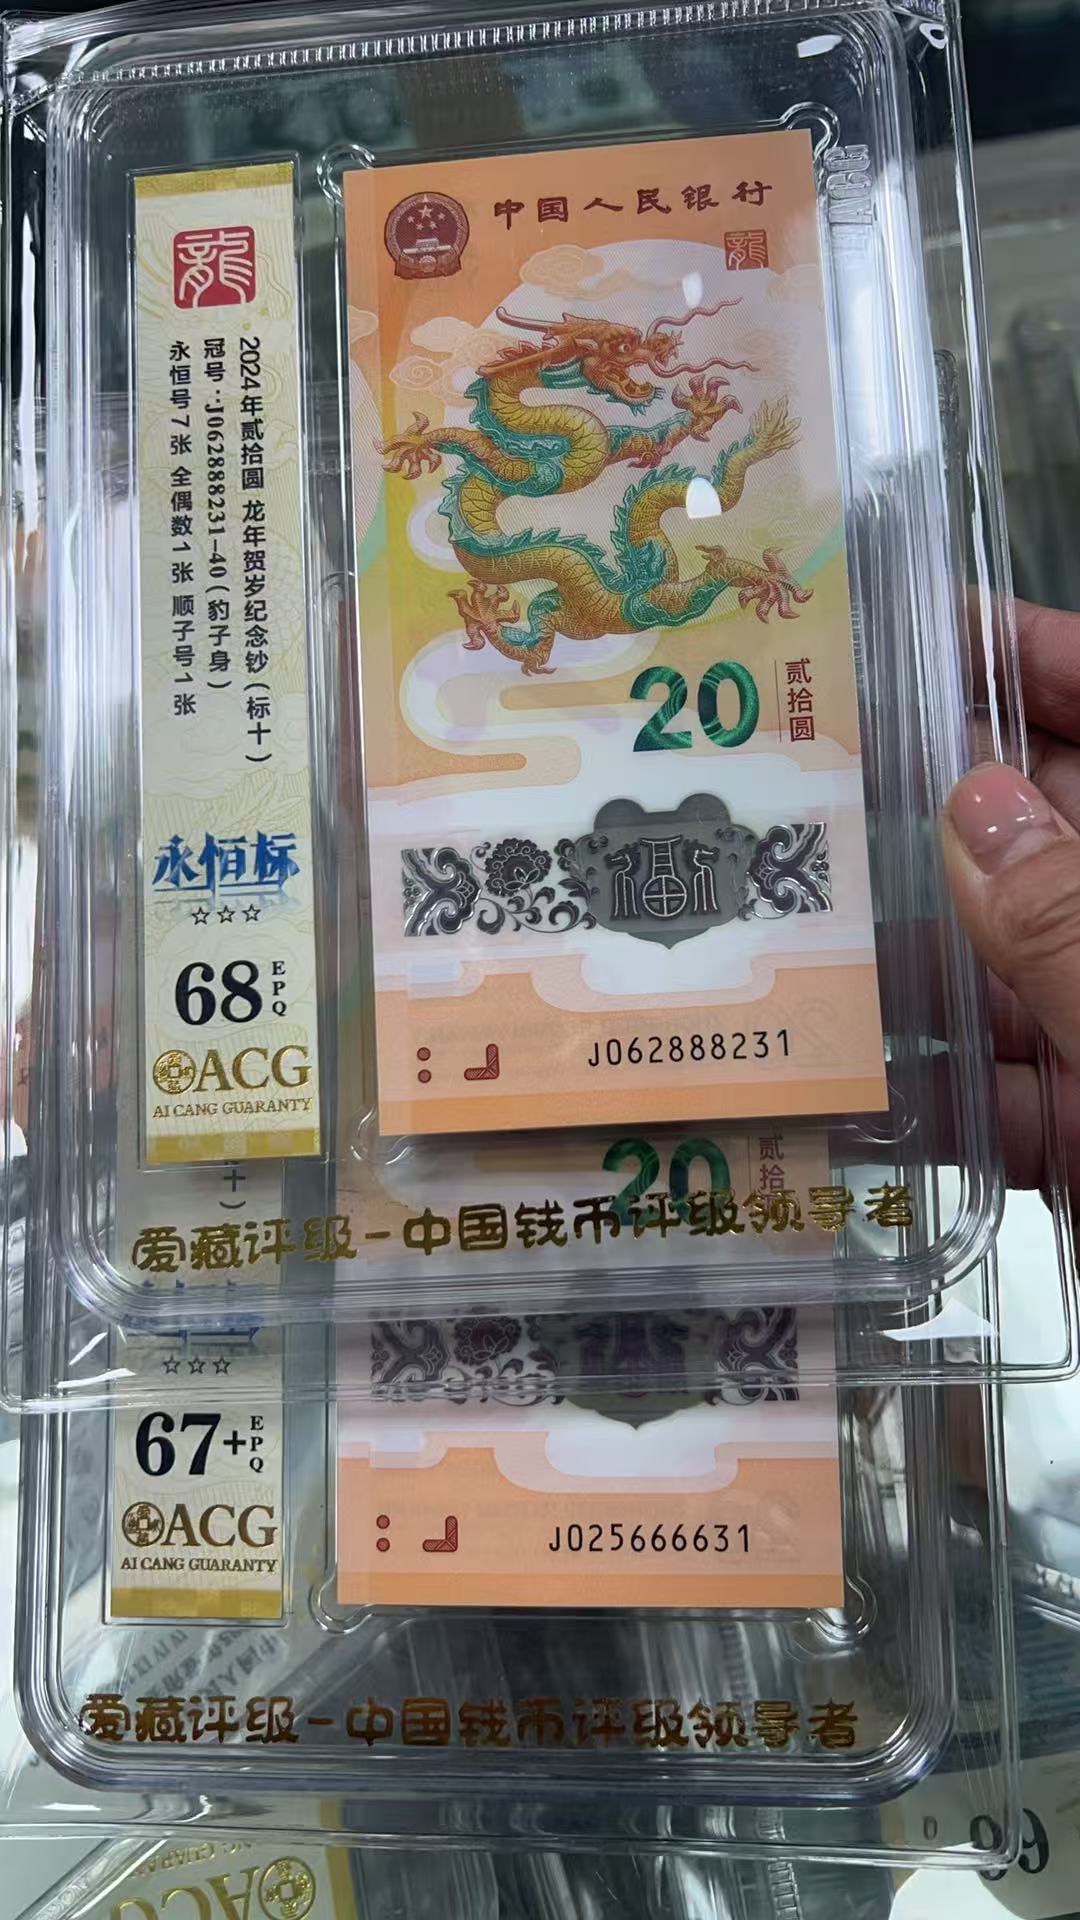 龍
2024年贰拾圆 龙年贺岁纪念钞(标十)
冠号:J062888231-40(豹子身)
永恒号7张 全偶数1张 顺子号1张
永恒标
☆☆☆
68 EPQ
ACG
AI CANG GUARANTY
中国人民银行
龍
20 贰拾圆
福
J062888231
ACG
爱藏评级-中国钱币评级领导者
十)
20 贰拾
☆☆☆
67+ EPQ
ACG
AI CANG GUARANTY
J025666631
爱藏评级-中国钱币评级领导者
ACG